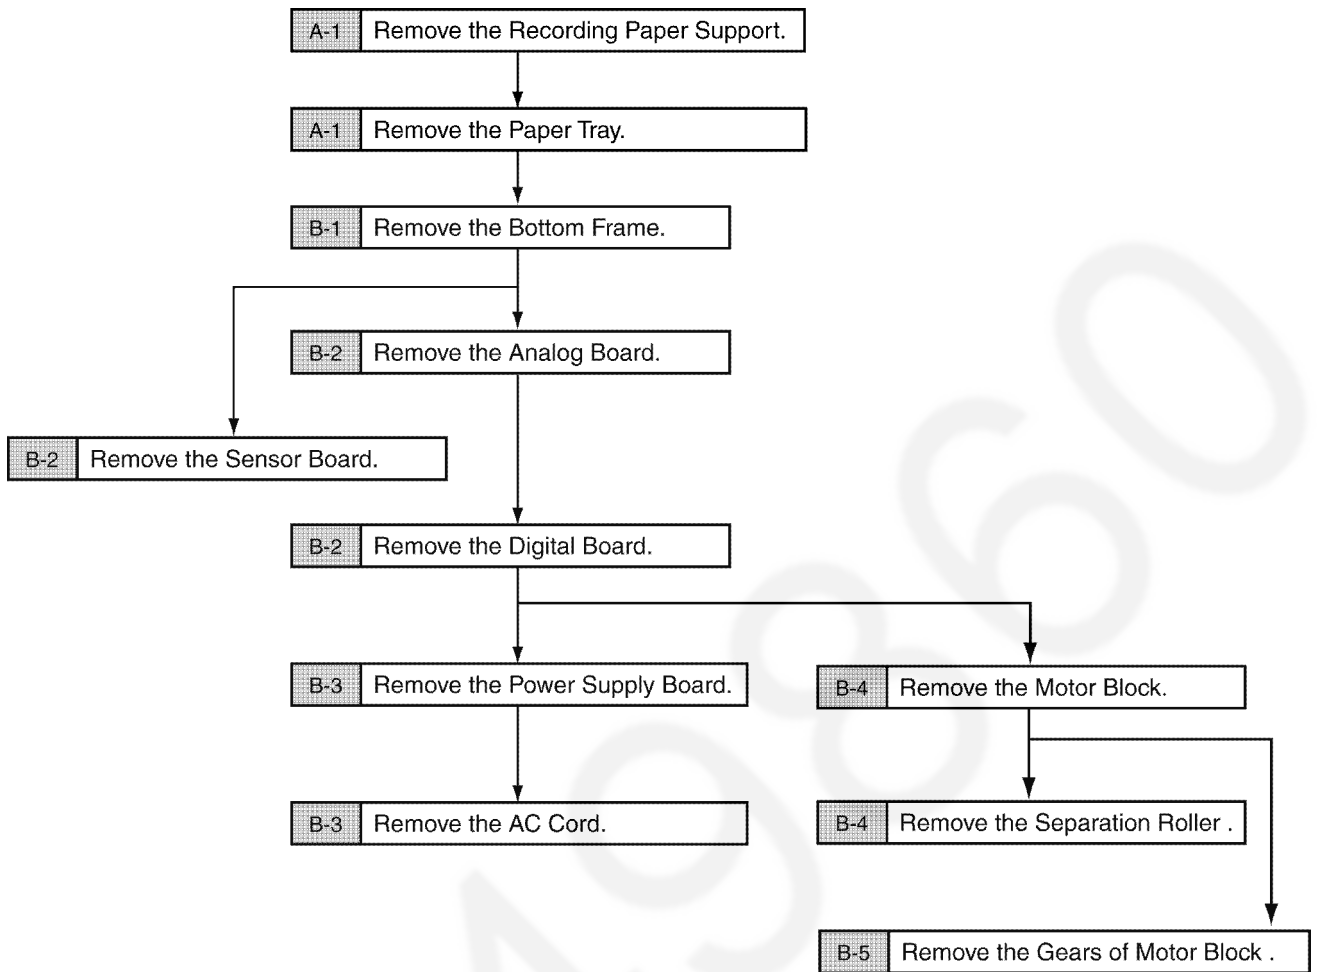 A-1 Remove the Recording Paper Support.
A-1 Remove the Paper Tray.
B-1 Remove the Bottom Frame.
B-2 Remove the Analog Board.
B-2 Remove the Sensor Board.
B-2 Remove the Digital Board.
B-3 Remove the Power Supply Board.
B-4 Remove the Motor Block.
B-3 Remove the AC Cord.
B-4 Remove the Separation Roller .
B-5 Remove the Gears of Motor Block .